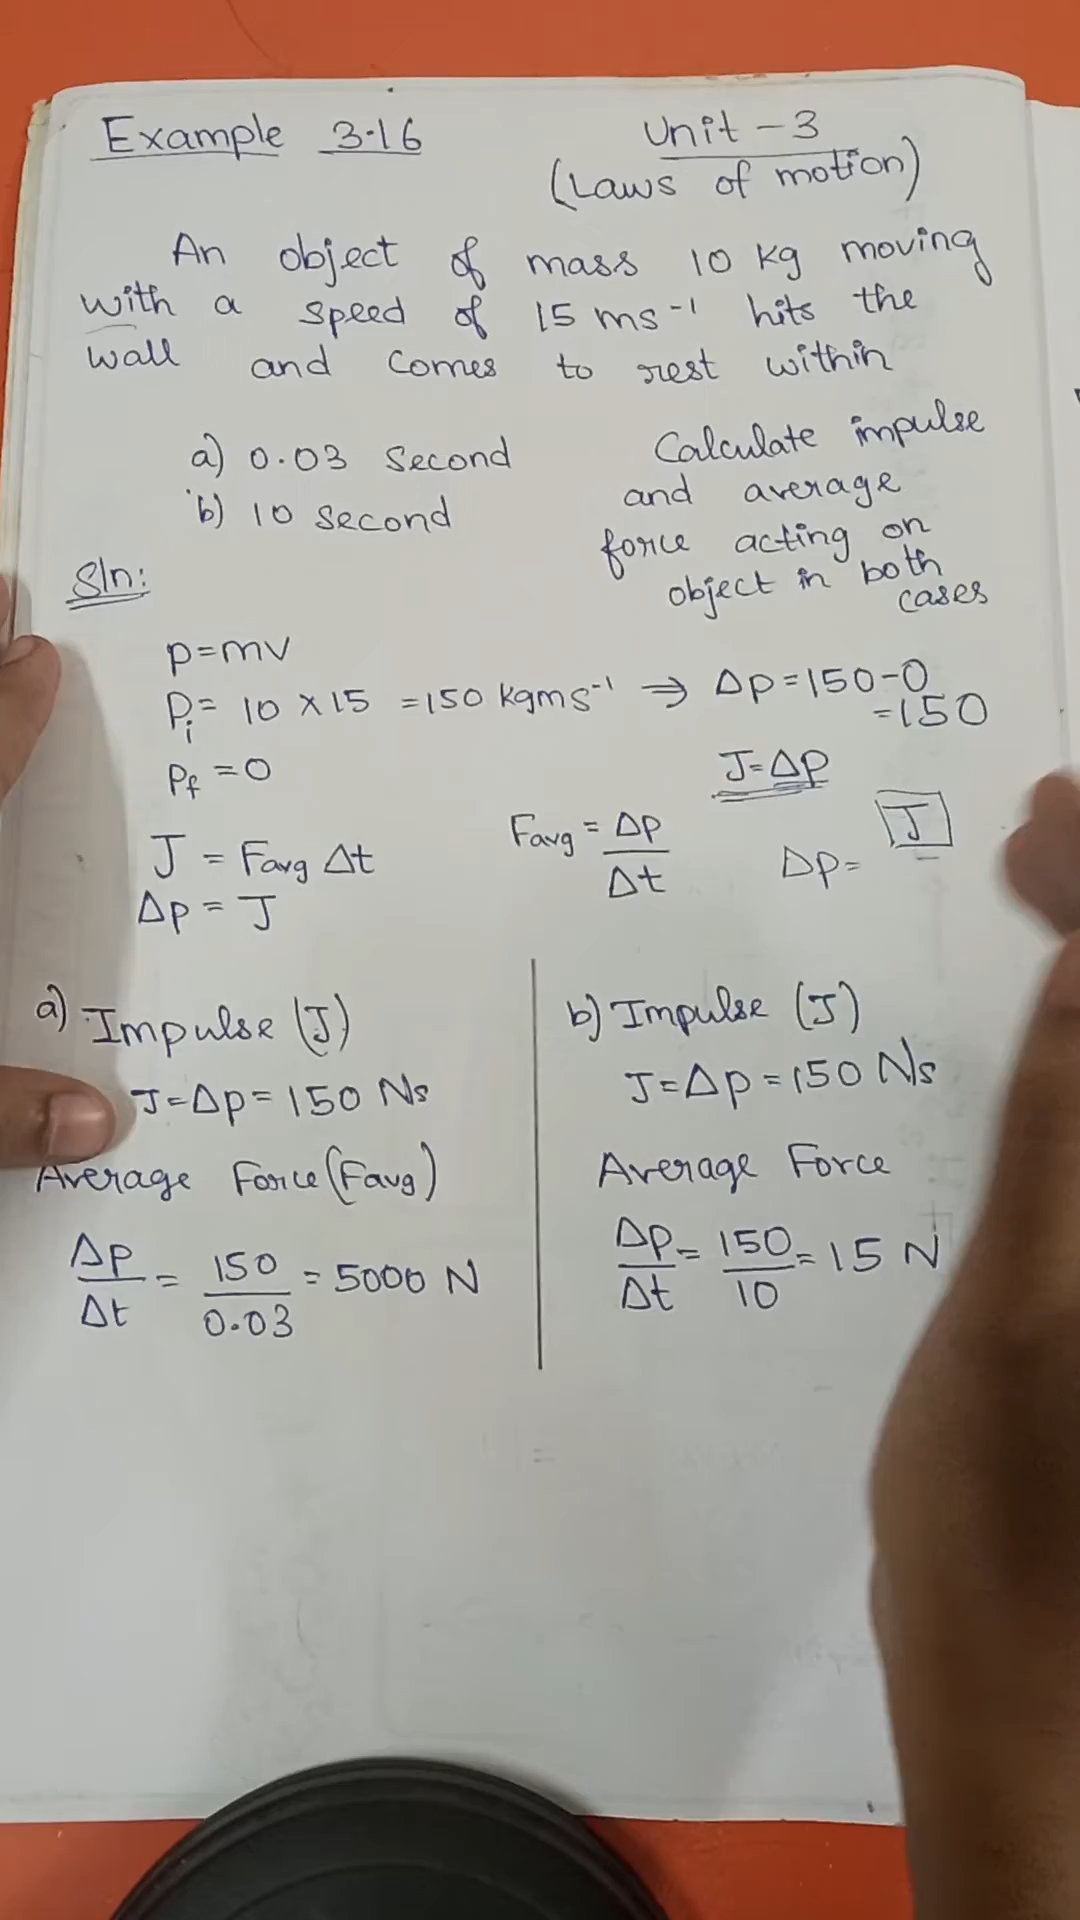 Example 3.16
Unit - 3
(Laws of motion)
An object of mass 10 kg moving
with a speed of 15 ms⁻¹ hits the
wall and comes to rest within
a) 0.03 second
b) 10 second
Calculate impulse
and average
force acting on
object in both
cases
Sln:
p=mv
Pi = 10 × 15 = 150 kgms⁻¹ ⇒ Δp = 150-0
=150
Pf = 0
J=Δp
J = Favg Δt
Δp = J
Favg = Δp/Δt
Δp = J
a) Impulse (J)
J=Δp= 150 Ns
Average Force (Favg)
Δp/Δt = 150/0.03 = 5000 N
b) Impulse (J)
J=Δp=150 Ns
Average Force
Δp/Δt = 150/10 = 15 N